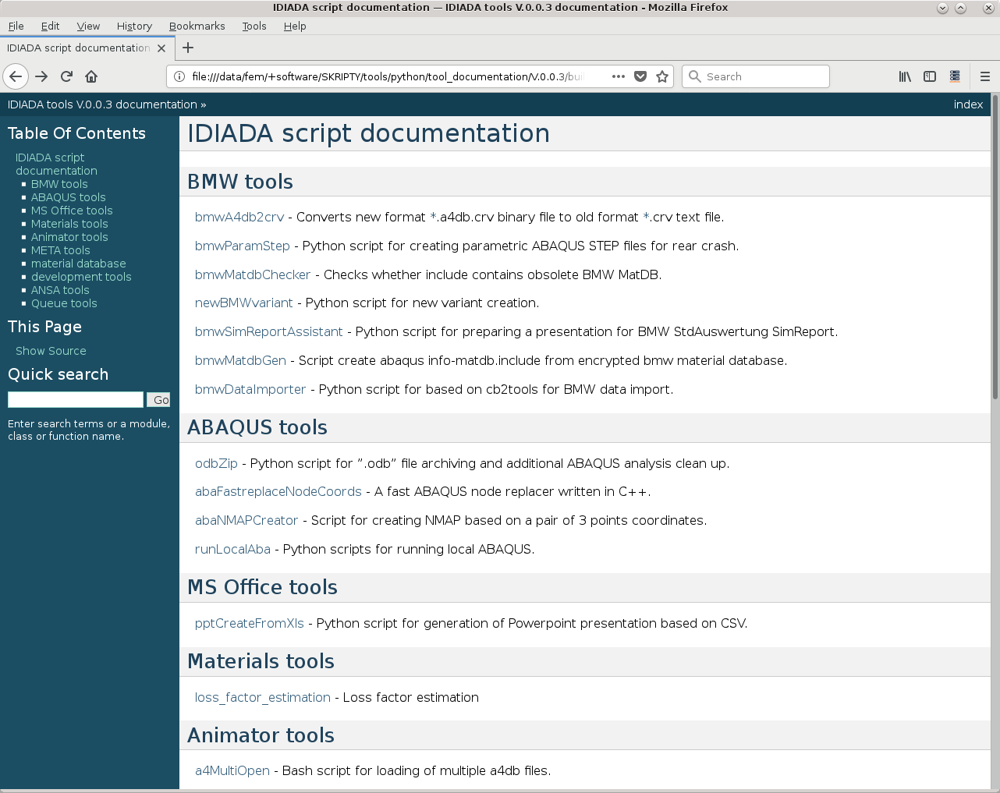 IDIADA script documentation — IDIADA tools V.0.0.3 documentation - Mozilla Firefox
File Edit View History Bookmarks Tools Help
IDIADA script documentation
file:///data/fem/+software/SKRIPTY/tools/python/tool_documentation/V.0.0.3/bui
Search
IDIADA tools V.0.0.3 documentation »
index
Table Of Contents
IDIADA script
documentation
BMW tools
ABAQUS tools
MS Office tools
Materials tools
Animator tools
META tools
material database
development tools
ANSA tools
Queue tools
This Page
Show Source
Quick search
Go
Enter search terms or a module,
class or function name.
IDIADA script documentation
BMW tools
bmwA4db2crv - Converts new format *.a4db.crv binary file to old format *.crv text file.
bmwParamStep - Python script for creating parametric ABAQUS STEP files for rear crash.
bmwMatdbChecker - Checks whether include contains obsolete BMW MatDB.
newBMWvariant - Python script for new variant creation.
bmwSimReportAssistant - Python script for preparing a presentation for BMW StdAuswertung SimReport.
bmwMatdbGen - Script create abaqus info-matdb.include from encrypted bmw material database.
bmwDataImporter - Python script for based on cb2tools for BMW data import.
ABAQUS tools
odbZip - Python script for ”.odb” file archiving and additional ABAQUS analysis clean up.
abaFastreplaceNodeCoords - A fast ABAQUS node replacer written in C++.
abaNMAPCreator - Script for creating NMAP based on a pair of 3 points coordinates.
runLocalAba - Python scripts for running local ABAQUS.
MS Office tools
pptCreateFromXls - Python script for generation of Powerpoint presentation based on CSV.
Materials tools
loss_factor_estimation - Loss factor estimation
Animator tools
a4MultiOpen - Bash script for loading of multiple a4db files.